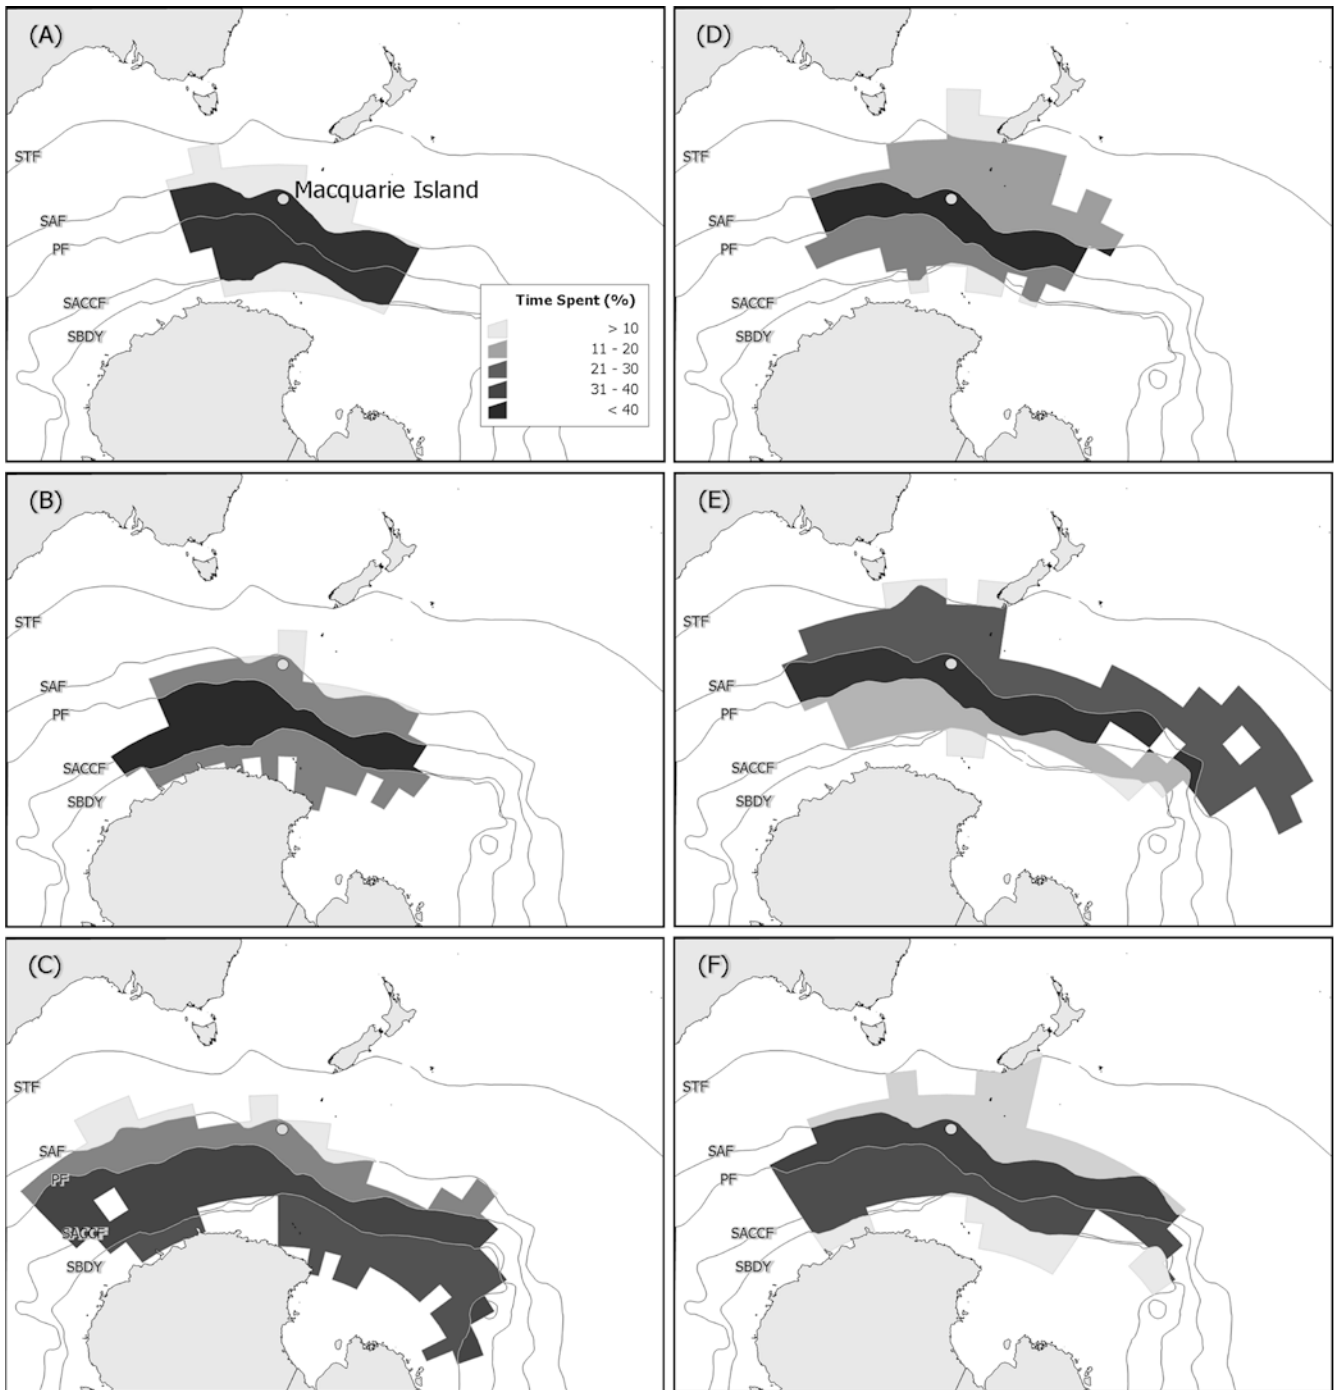 (A)
STF
Macquarie Island
SAF
PF
SACCF
SBDY
Time Spent (%)
> 10
11 - 20
21 - 30
31 - 40
< 40
(D)
STF
SAF
PF
SACCF
SBDY
(B)
STF
SAF
PF
SACCF
SBDY
(E)
STF
SAF
PF
SACCF
SBDY
(C)
STF
SAF
PF
SACCF
SBDY
(F)
STF
SAF
PF
SACCF
SBDY